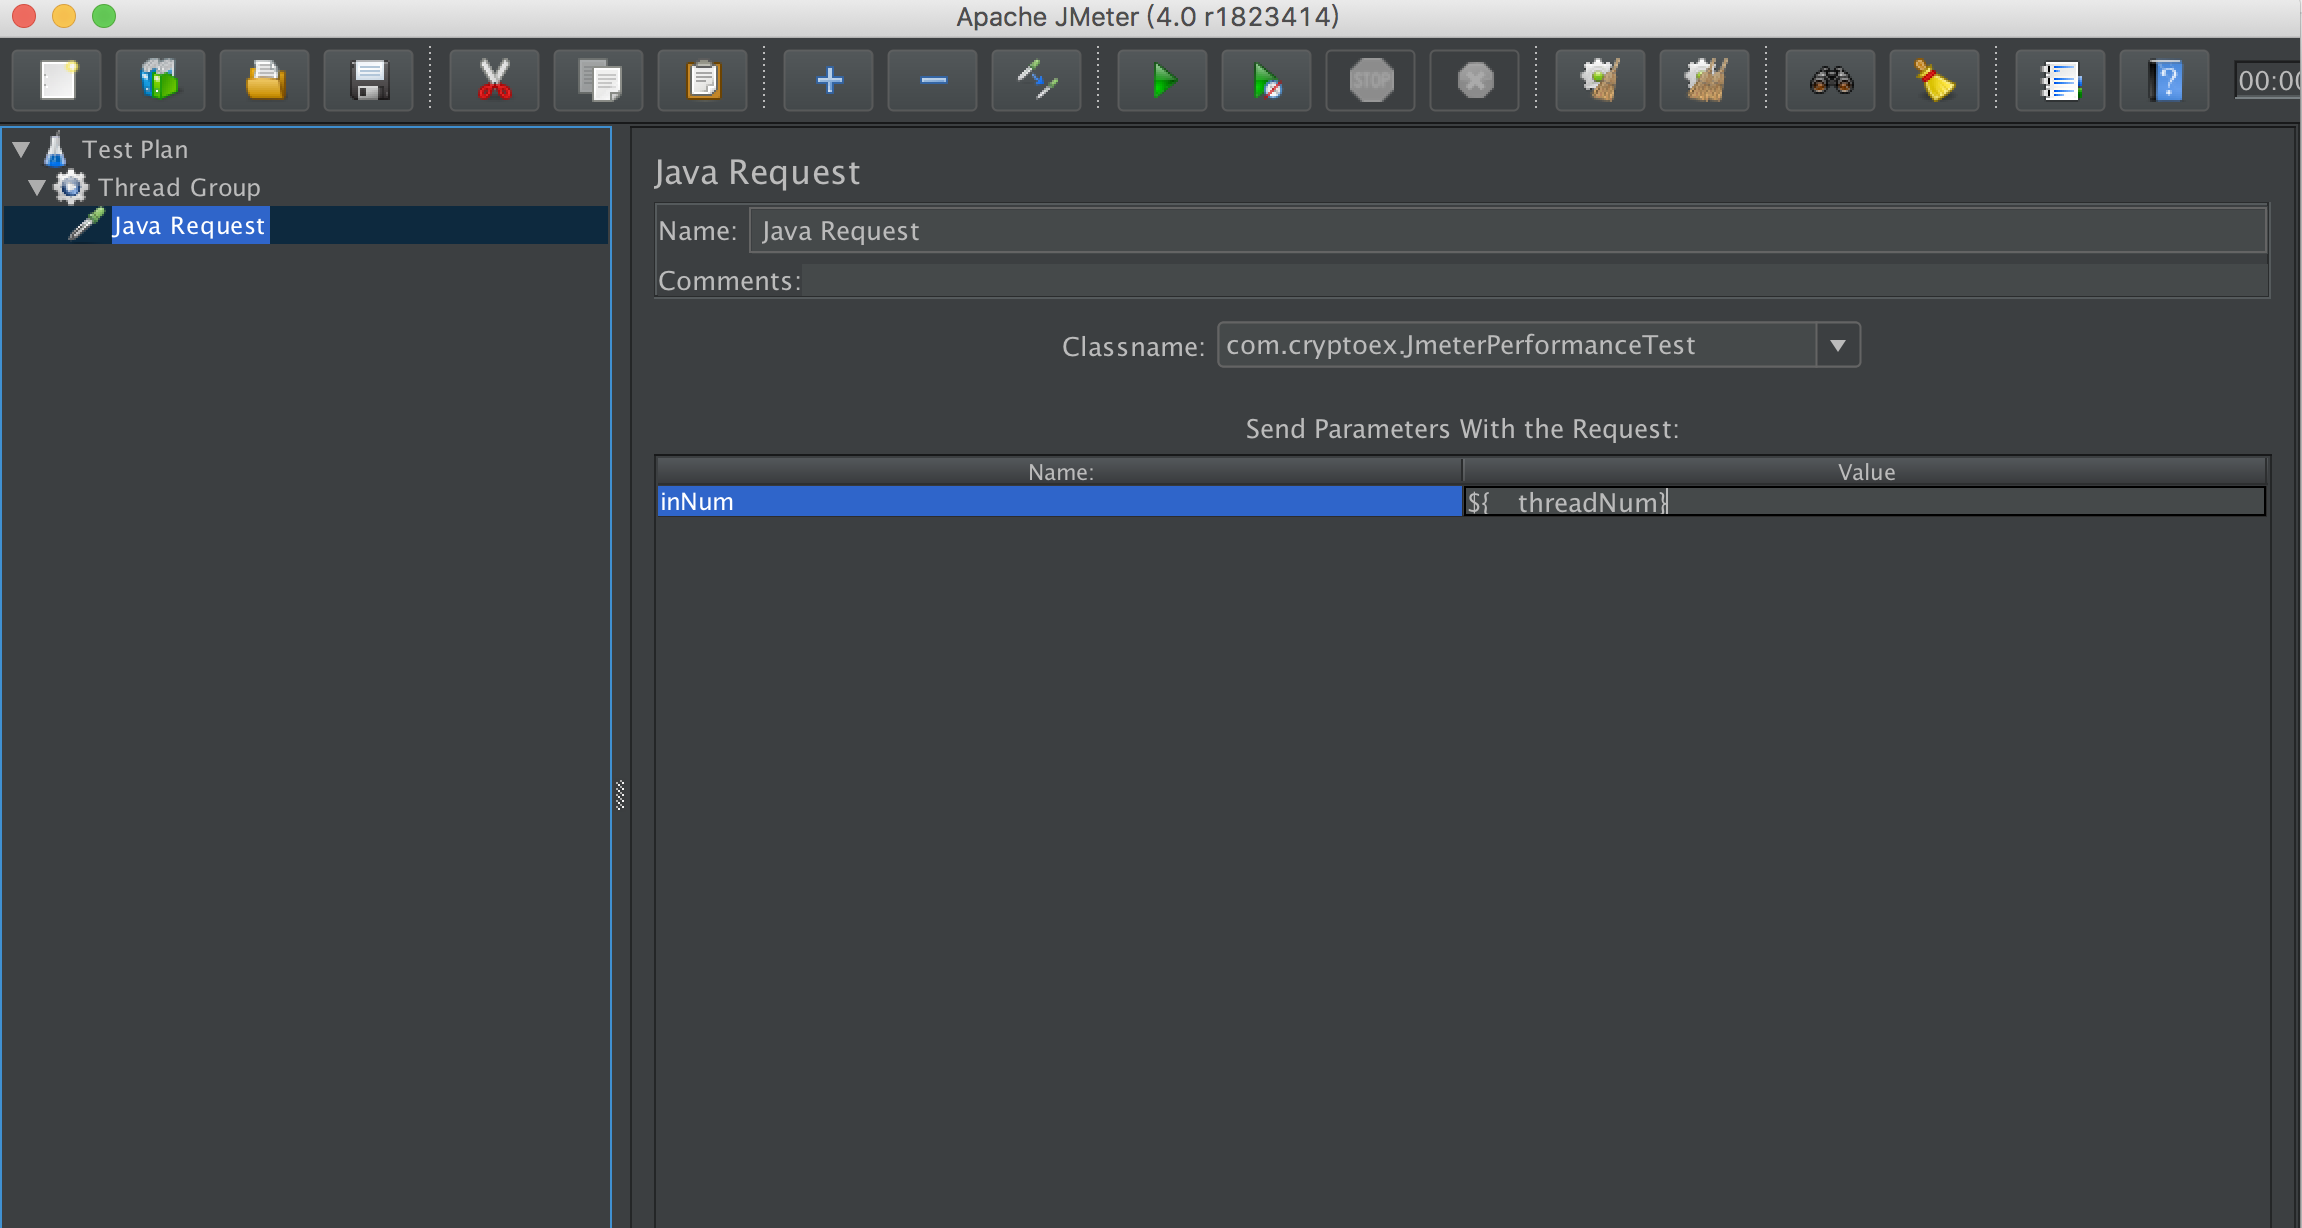 Apache JMeter (4.0 r1823414)
STOP
?
00:0
Test Plan
Thread Group
Java Request
Java Request
Name: Java Request
Comments:
Classname: com.cryptoex.JmeterPerformanceTest
Send Parameters With the Request:
Name: Value
inNum ${__threadNum}